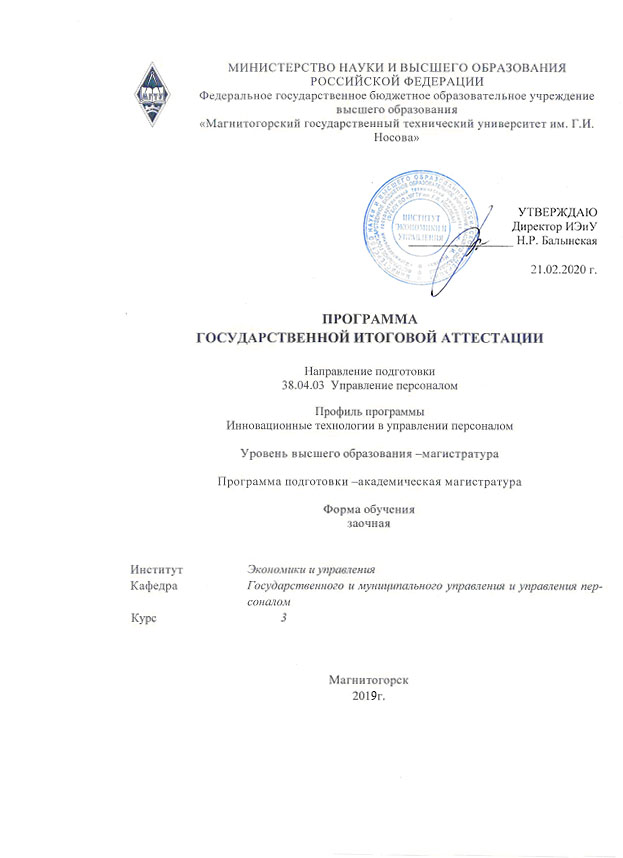 МИНИСТЕРСТВО НАУКИ И ВЫСШЕГО ОБРАЗОВАНИЯ
РОССИЙСКОЙ ФЕДЕРАЦИИ
Федеральное государственное бюджетное образовательное учреждение
высшего образования
«Магнитогорский государственный технический университет им. Г.И.
Носова»
МГТУ
ИНСТИТУТ
ЭКОНОМИКИ И
УПРАВЛЕНИЯ
УТВЕРЖДАЮ
Директор ИЭиУ
Н.Р. Балынская
21.02.2020 г.
ПРОГРАММА
ГОСУДАРСТВЕННОЙ ИТОГОВОЙ АТТЕСТАЦИИ
Направление подготовки
38.04.03 Управление персоналом
Профиль программы
Инновационные технологии в управлении персоналом
Уровень высшего образования –магистратура
Программа подготовки –академическая магистратура
Форма обучения
заочная
Институт Экономики и управления
Кафедра Государственного и муниципального управления и управления пер-
соналом
Курс 3
Магнитогорск
2019г.